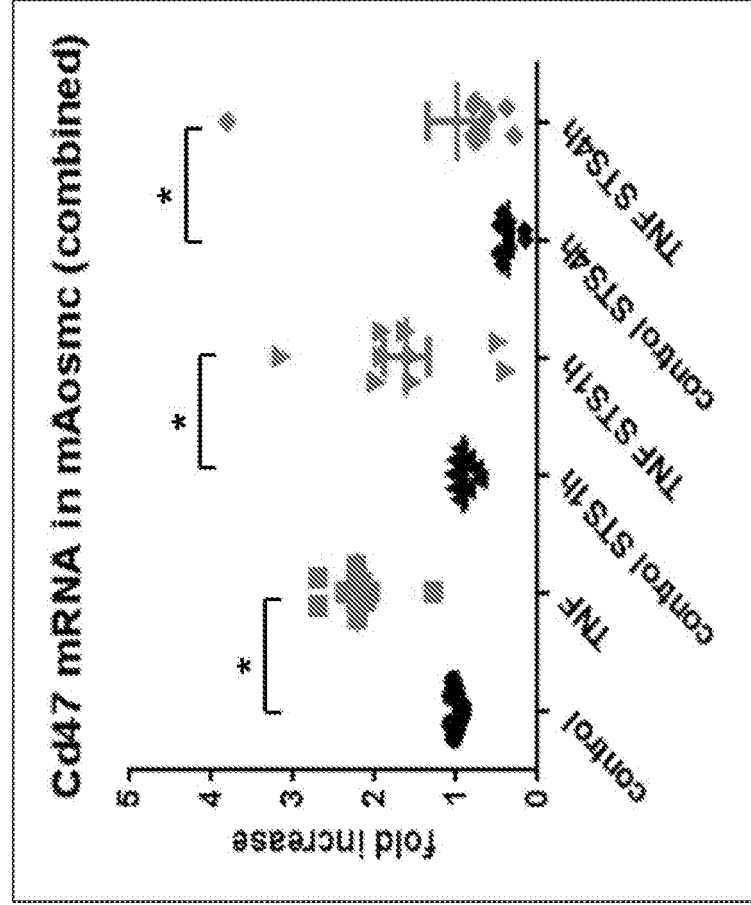 Cd47 mRNA in mAosmc (combined)
*
*
*
fold increase
5
4
3
2
1
0
control
TNF
control STS1h
TNF STS1h
control STS4h
TNF STS4h